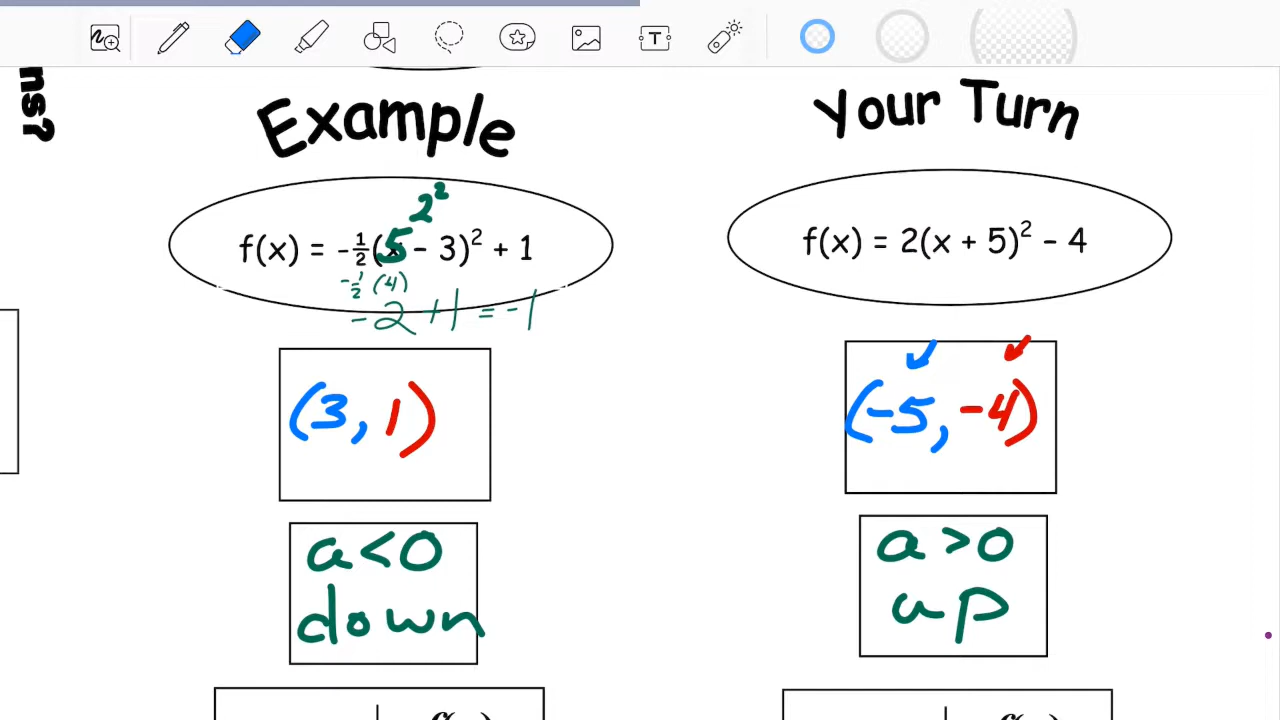 T
ns?
Example
2²
f(x) = -½(5 - 3)² + 1
-½ (4)
-2 + 1 = -1
(3, 1)
a < 0
down
Your Turn
f(x) = 2(x + 5)² - 4
(-5, -4)
a > 0
up